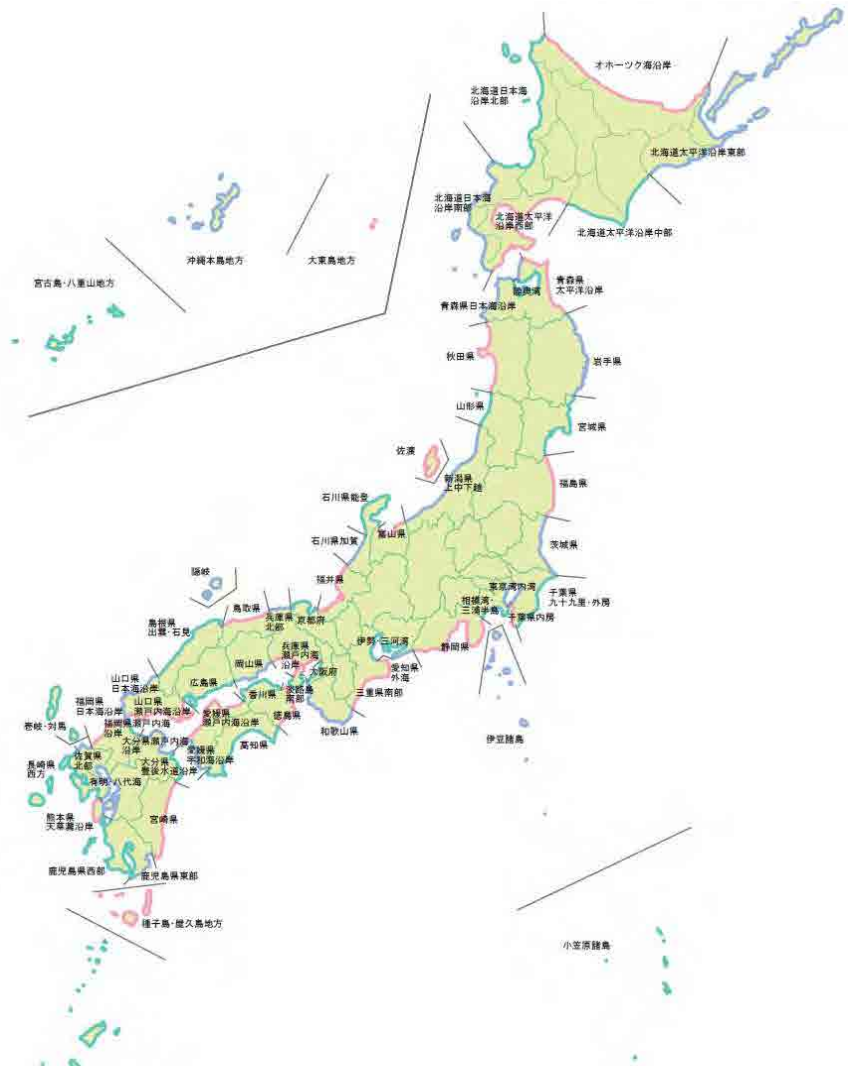 オホーツク海沿岸
北海道日本海
沿岸北部
北海道太平洋沿岸東部
北海道日本海
沿岸南部
北海道太平洋
沿岸西部
北海道太平洋沿岸中部
沖縄本島地方
大東島地方
宮古島・八重山地方
青森県
太平洋沿岸
陸奥湾
青森県日本海沿岸
秋田県
岩手県
山形県
宮城県
佐渡
新潟県
上中下越
福島県
石川県能登
富山県
石川県加賀
茨城県
隠岐
福井県
東京湾内湾
千葉県
九十九里・外房
相模湾・
三浦半島
千葉県内房
鳥取県
島根県
出雲・石見
兵庫県
北部
京都府
伊勢・三河湾
静岡県
兵庫県
瀬戸内海
沿岸
岡山県
大阪府
愛知県
外海
山口県
日本海沿岸
広島県
香川県
淡路島
南部
三重県南部
福岡県
日本海沿岸
山口県
瀬戸内海沿岸
愛媛県
瀬戸内海沿岸
徳島県
和歌山県
壱岐・対馬
福岡県瀬戸内海
沿岸
大分県瀬戸内海
沿岸
愛媛県
宇和海沿岸
高知県
伊豆諸島
長崎県
西方
佐賀県
北部
大分県
豊後水道沿岸
有明・八代海
熊本県
天草灘沿岸
宮崎県
鹿児島県西部
鹿児島県東部
種子島・屋久島地方
小笠原諸島